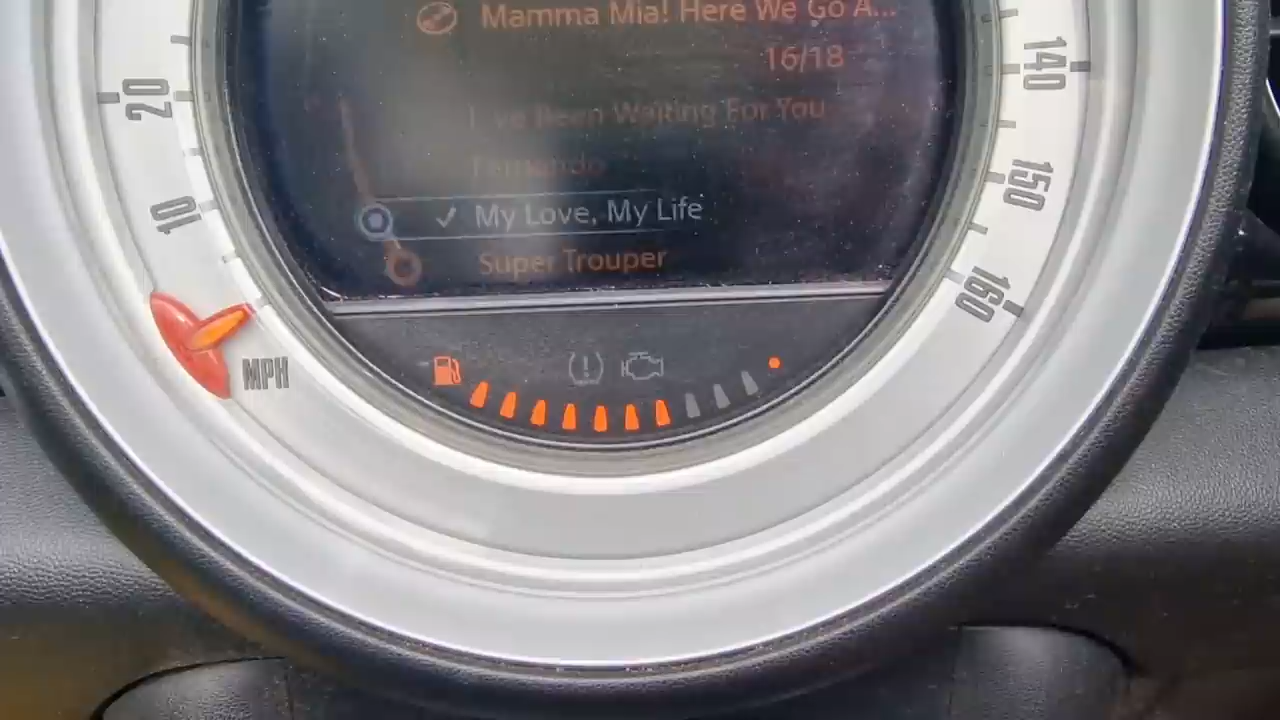 Mamma Mia! Here We Go A...
16/18
I've Been Waiting For You
Fernando
My Love, My Life
Super Trouper
20
10
MPH
140
150
160